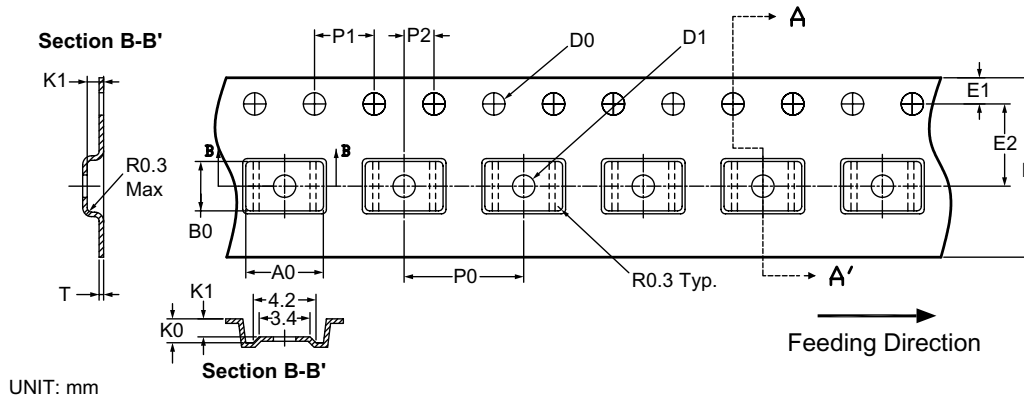 Section B-B'
P1
P2
D0
D1
A
K1
E1
E2
B
B
R0.3
Max
B0
A0
P0
R0.3 Typ.
A'
T
K1
K0
4.2
3.4
Section B-B'
Feeding Direction
UNIT: mm